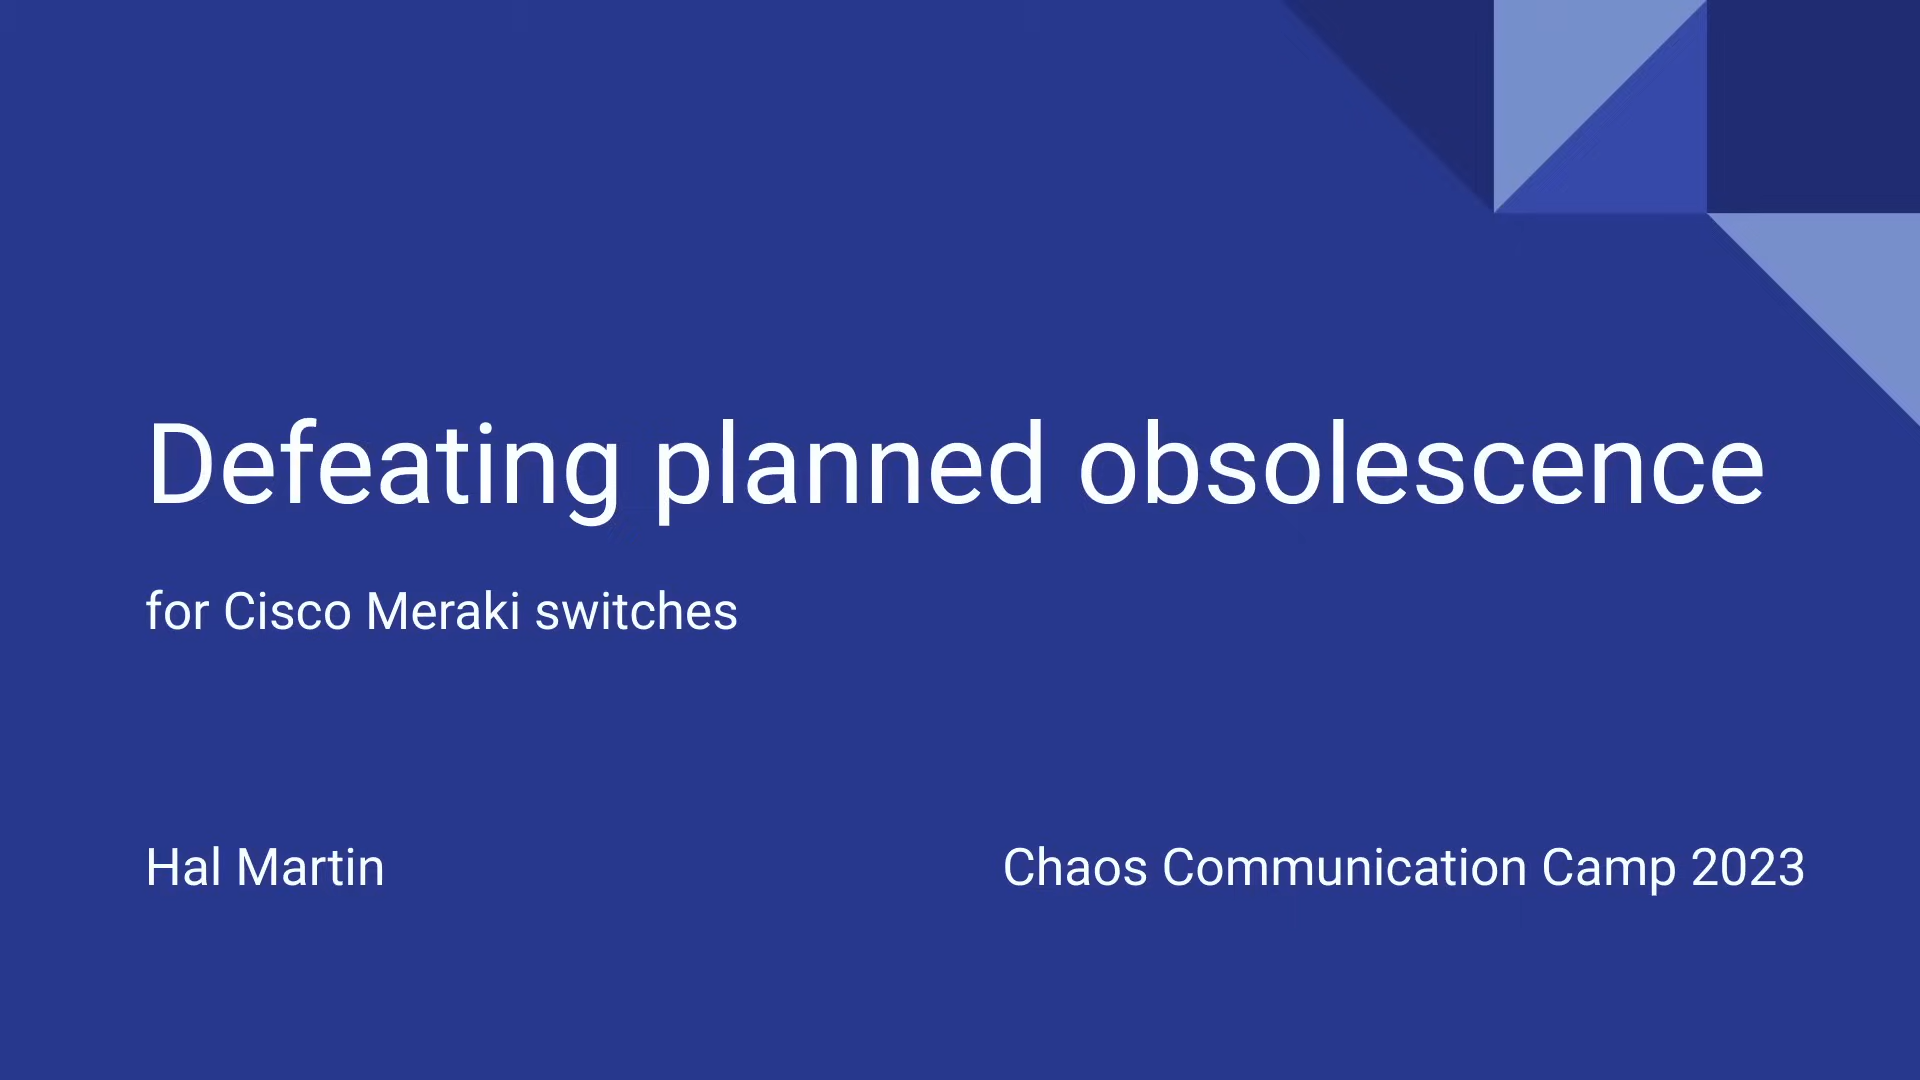 Defeating planned obsolescence
for Cisco Meraki switches
Hal Martin
Chaos Communication Camp 2023